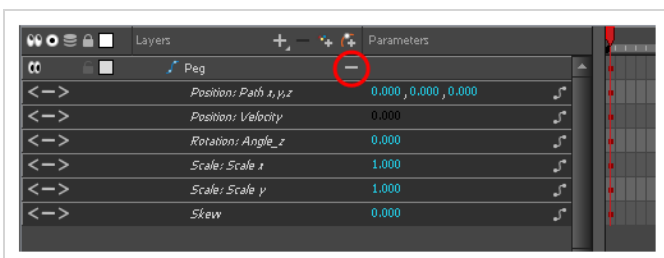 Layers Parameters
Peg
Position: Path x,y,z 0.000 , 0.000 , 0.000
Position: Velocity 0.000
Rotation: Angle_z 0.000
Scale: Scale x 1.000
Scale: Scale y 1.000
Skew 0.000